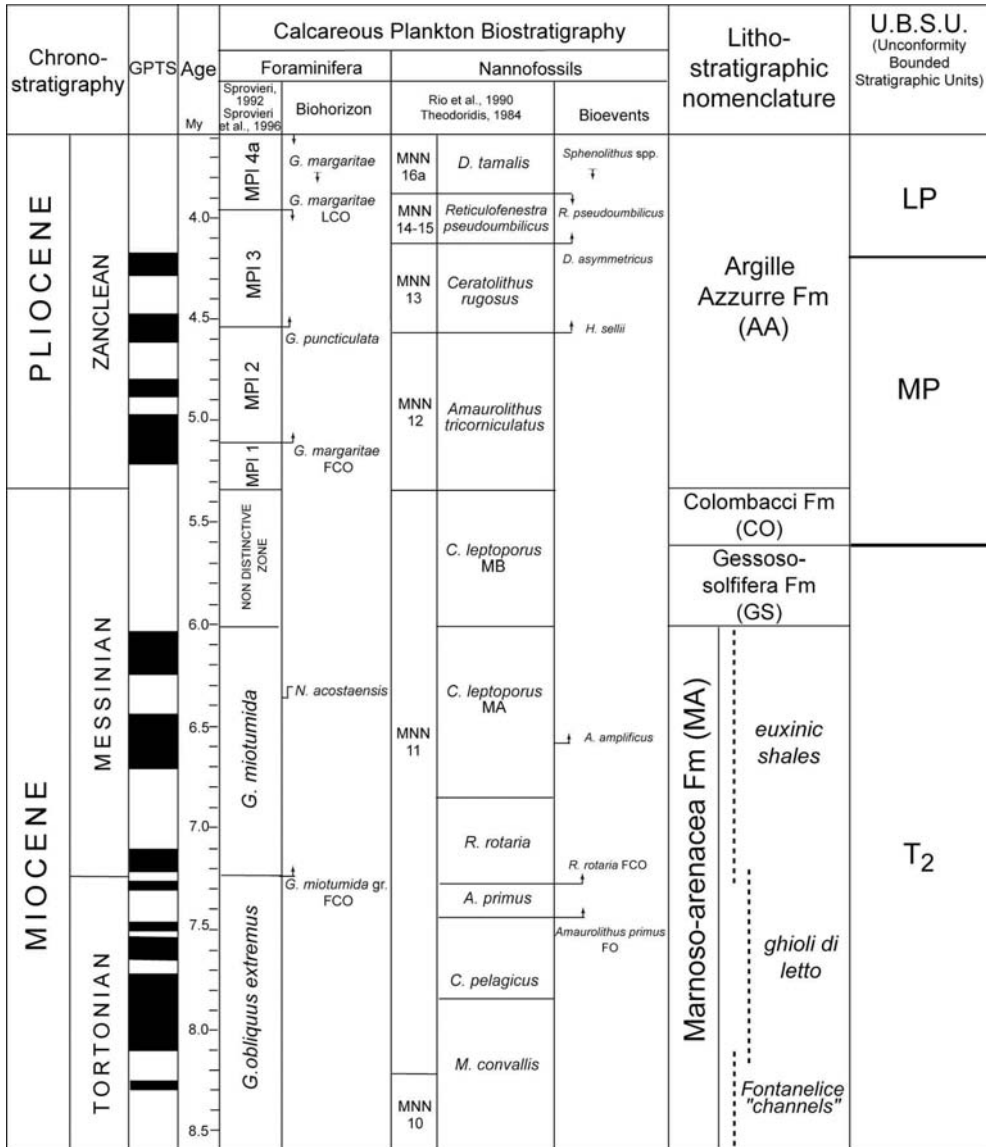 Chrono-
stratigraphy
GPTS
Age
My
Calcareous Plankton Biostratigraphy
Foraminifera
Nannofossils
Sprovieri,
1992
Sprovieri
et al., 1996
Biohorizon
Rio et al., 1990
Theodoridis, 1984
Bioevents
Litho-
stratigraphic
nomenclature
U.B.S.U.
(Unconformity
Bounded
Stratigraphic Units)
PLIOCENE
MIOCENE
ZANCLEAN
MESSINIAN
TORTONIAN
4.0
4.5
5.0
5.5
6.0
6.5
7.0
7.5
8.0
8.5
MPl 4a
MPl 3
MPl 2
MPl 1
NON DISTINCTIVE
ZONE
G. miotumida
G.obliquus extremus
G. margaritae
G. margaritae
LCO
G. puncticulata
G. margaritae
FCO
N. acostaensis
G. miotumida gr.
FCO
MNN
16a
MNN
14-15
MNN
13
MNN
12
MNN
11
MNN
10
D. tamalis
Reticulofenestra
pseudoumbilicus
Ceratolithus
rugosus
Amaurolithus
tricorniculatus
C. leptoporus
MB
C. leptoporus
MA
R. rotaria
A. primus
C. pelagicus
M. convallis
Sphenolithus spp.
R. pseudoumbilicus
D. asymmetricus
H. sellii
A. amplificus
R. rotaria FCO
Amaurolithus primus
FO
Argille
Azzurre Fm
(AA)
Colombacci Fm
(CO)
Gessoso-
solfifera Fm
(GS)
Marnoso-arenacea Fm (MA)
euxinic
shales
ghioli di
letto
Fontanelice
"channels"
LP
MP
T2